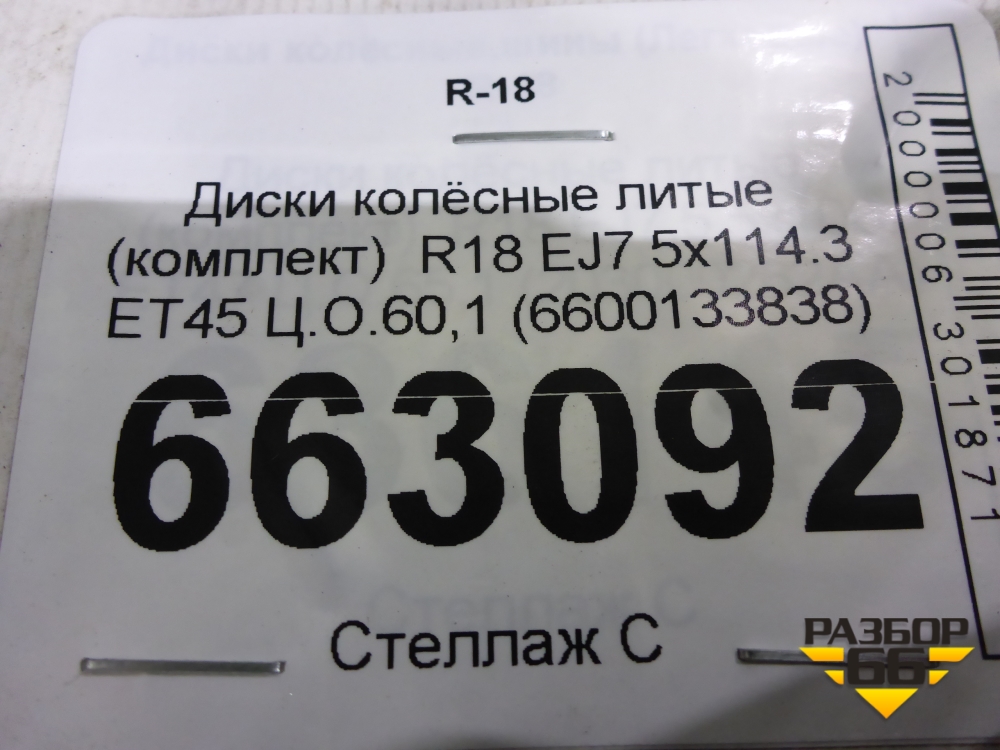 R-18
Диски колёсные литые
(комплект) R18 EJ7 5x114.3
ET45 Ц.О.60,1 (6600133838)
663092
Стеллаж С
2000006301871
РАЗБОР
66